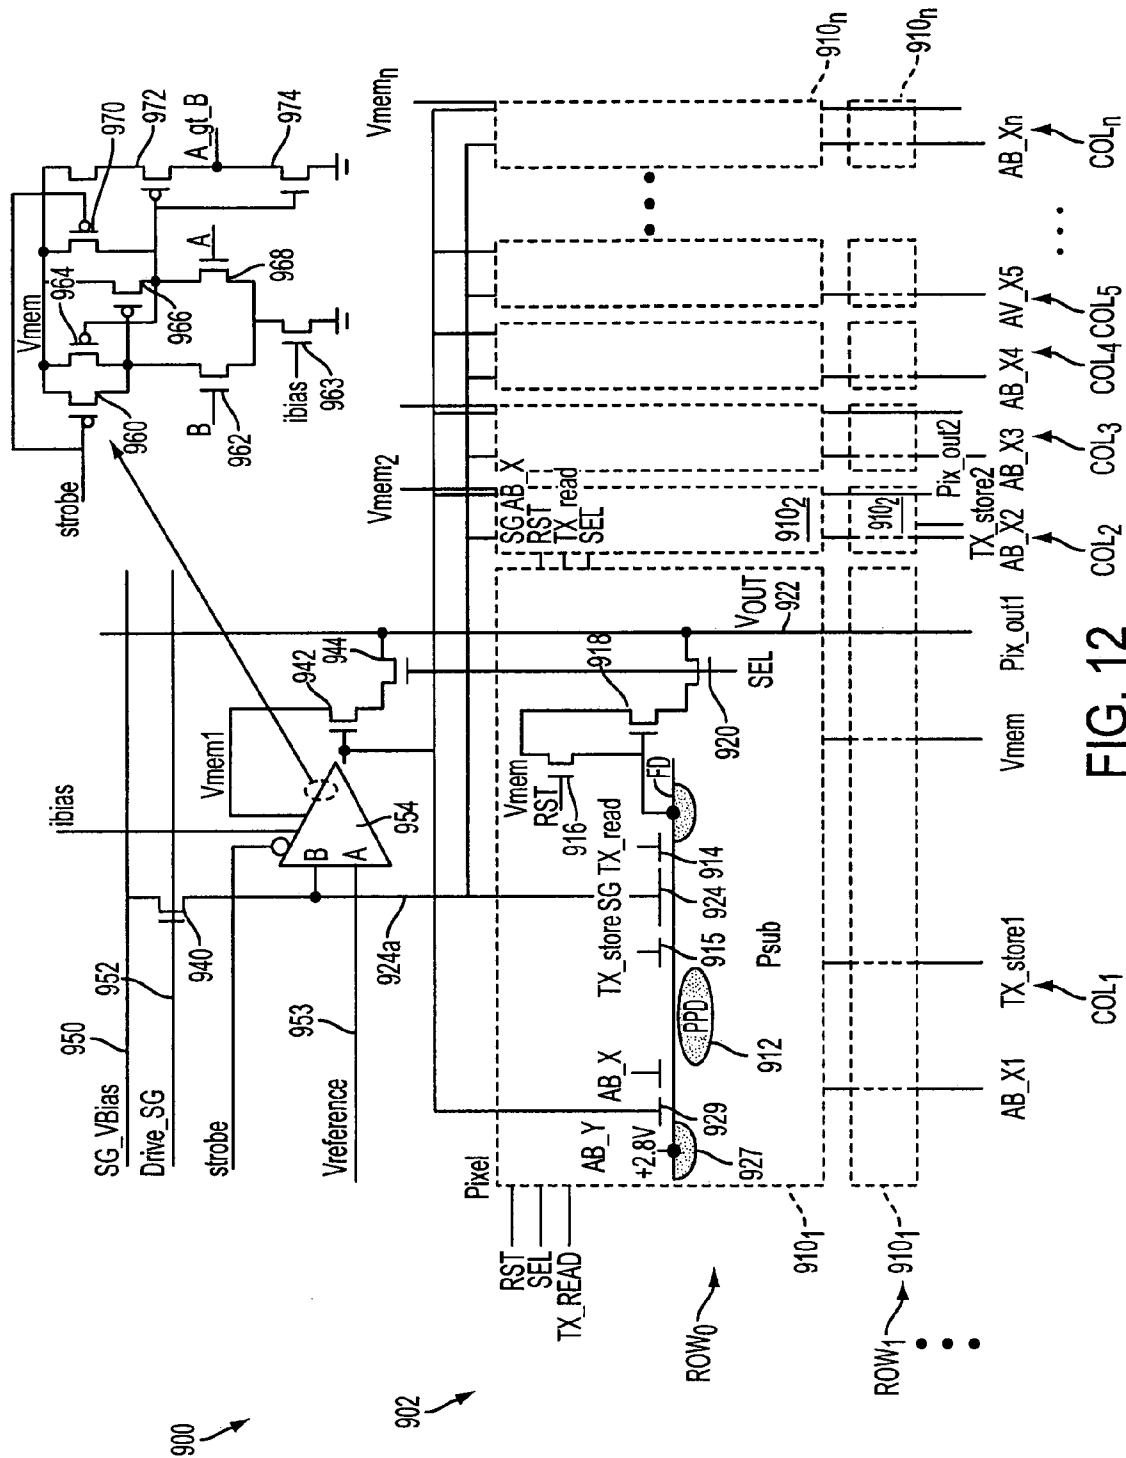 900
902
SG_VBias
950
952
Drive_SG
940
strobe
Vreference
953
ibias
Vmem1
B
A
954
924a
942
944
strobe
960
Vmem
964
966
970
972
A_gt_B
974
B
962
ibias
963
A
968
Vmem2
Vmemn
Pixel
RST
SEL
TX_READ
AB_Y
+2.8V
927
929
AB_X
PPD
912
TX_store
915
Psub
SG
924
TX_read
914
FD
Vmem
RST
916
918
920
SEL
VOUT
922
SG
AB_X
RST
TX_read
SEL
9102
9102
910n
910n
9101
9101
ROW0
ROW1
AB_X1
TX_store1
COL1
Vmem
Pix_out1
AB_X2
TX_store2
Pix_out2
COL2
AB_X3
COL3
AB_X4
COL4
AV_X5
COL5
AB_Xn
COLn
FIG. 12